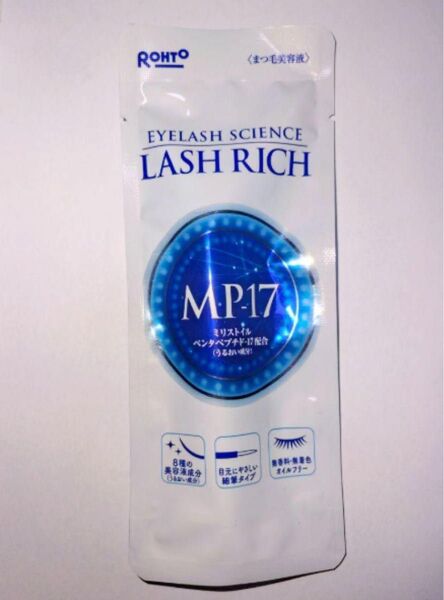 ROHTO
〈まつ毛美容液〉
EYELASH SCIENCE
LASH RICH
M・P-17
ミリストイル
ペンタペプチド-17配合
(うるおい成分)
8種の
美容液成分
(うるおい成分)
目元にやさしい
細筆タイプ
無香料・無着色
オイルフリー